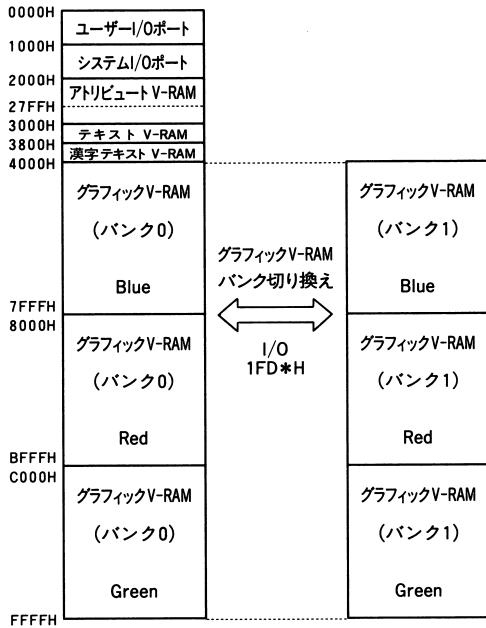 0000H
ユーザーI/Oポート
1000H
システムI/Oポート
2000H
アトリビュートV-RAM
27FFH
3000H
テキスト V-RAM
3800H
漢字テキスト V-RAM
4000H
グラフィックV-RAM
(バンク0)
Blue
7FFFH
8000H
グラフィックV-RAM
(バンク0)
Red
BFFFH
C000H
グラフィックV-RAM
(バンク0)
Green
FFFFH
グラフィックV-RAM
バンク切り換え
I/O
1FD*H
グラフィックV-RAM
(バンク1)
Blue
グラフィックV-RAM
(バンク1)
Red
グラフィックV-RAM
(バンク1)
Green